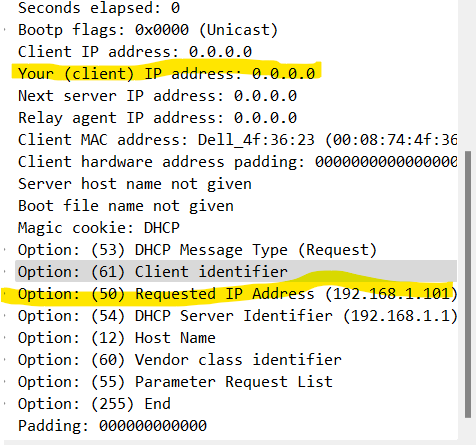 Seconds elapsed: 0
Bootp flags: 0x0000 (Unicast)
Client IP address: 0.0.0.0
Your (client) IP address: 0.0.0.0
Next server IP address: 0.0.0.0
Relay agent IP address: 0.0.0.0
Client MAC address: Dell_4f:36:23 (00:08:74:4f:36
Client hardware address padding: 0000000000000000
Server host name not given
Boot file name not given
Magic cookie: DHCP
Option: (53) DHCP Message Type (Request)
Option: (61) Client identifier
Option: (50) Requested IP Address (192.168.1.101)
Option: (54) DHCP Server Identifier (192.168.1.1)
Option: (12) Host Name
Option: (60) Vendor class identifier
Option: (55) Parameter Request List
Option: (255) End
Padding: 000000000000